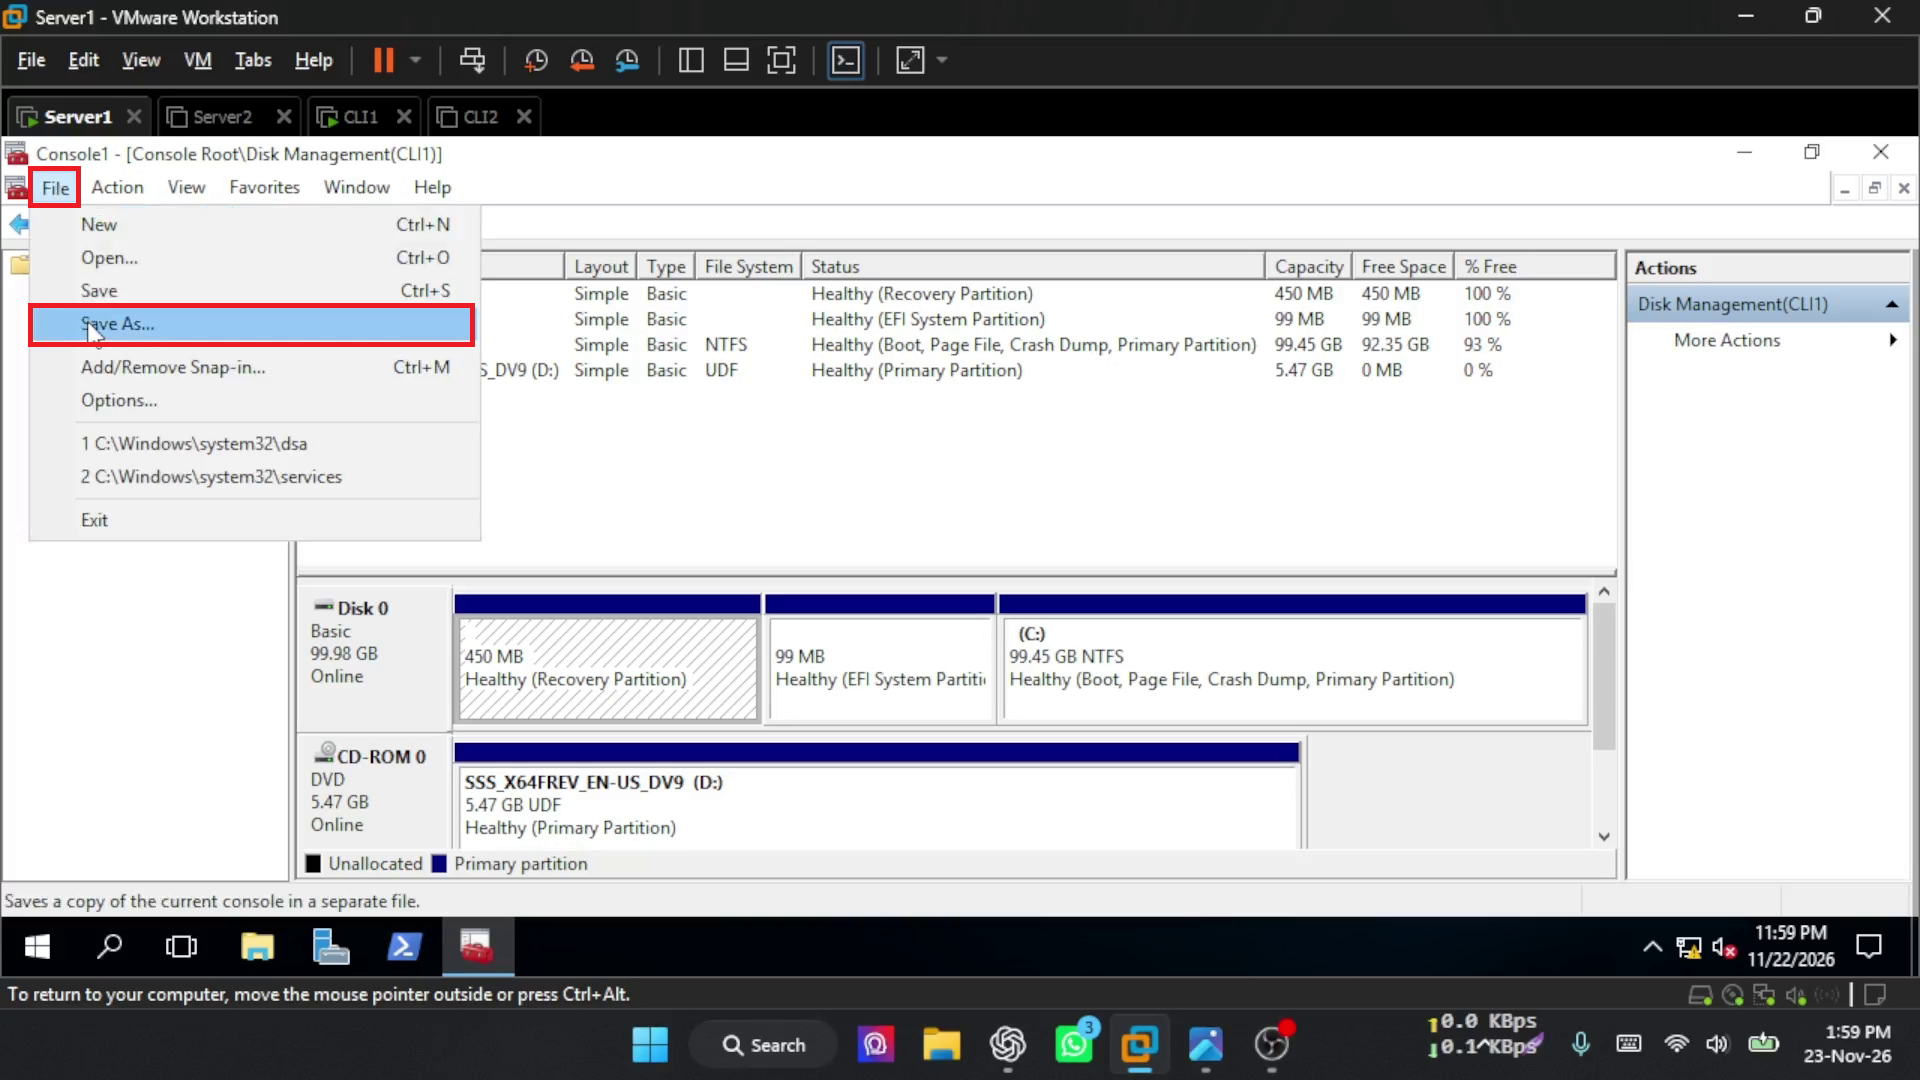 Server1 - VMware Workstation
File Edit View VM Tabs Help
Server1 Server2 CLI1 CLI2
Console1 - [Console Root\Disk Management(CLI1)]
File Action View Favorites Window Help
New Ctrl+N
Open... Ctrl+O
Save Ctrl+S
Save As...
Add/Remove Snap-in... Ctrl+M
Options...
1 C:\Windows\system32\dsa
2 C:\Windows\system32\services
Exit
Layout Type File System Status Capacity Free Space % Free
Simple Basic Healthy (Recovery Partition) 450 MB 450 MB 100 %
Simple Basic Healthy (EFI System Partition) 99 MB 99 MB 100 %
Simple Basic NTFS Healthy (Boot, Page File, Crash Dump, Primary Partition) 99.45 GB 92.35 GB 93 %
S_DV9 (D:) Simple Basic UDF Healthy (Primary Partition) 5.47 GB 0 MB 0 %
Actions
Disk Management(CLI1)
More Actions
Disk 0
Basic
99.98 GB
Online
450 MB
Healthy (Recovery Partition)
99 MB
Healthy (EFI System Partiti
(C:)
99.45 GB NTFS
Healthy (Boot, Page File, Crash Dump, Primary Partition)
CD-ROM 0
DVD
5.47 GB
Online
SSS_X64FREV_EN-US_DV9 (D:)
5.47 GB UDF
Healthy (Primary Partition)
Unallocated Primary partition
Saves a copy of the current console in a separate file.
11:59 PM
11/22/2026
To return to your computer, move the mouse pointer outside or press Ctrl+Alt.
Search
3
0.0 KBps
0.1 KBps
1:59 PM
23-Nov-26